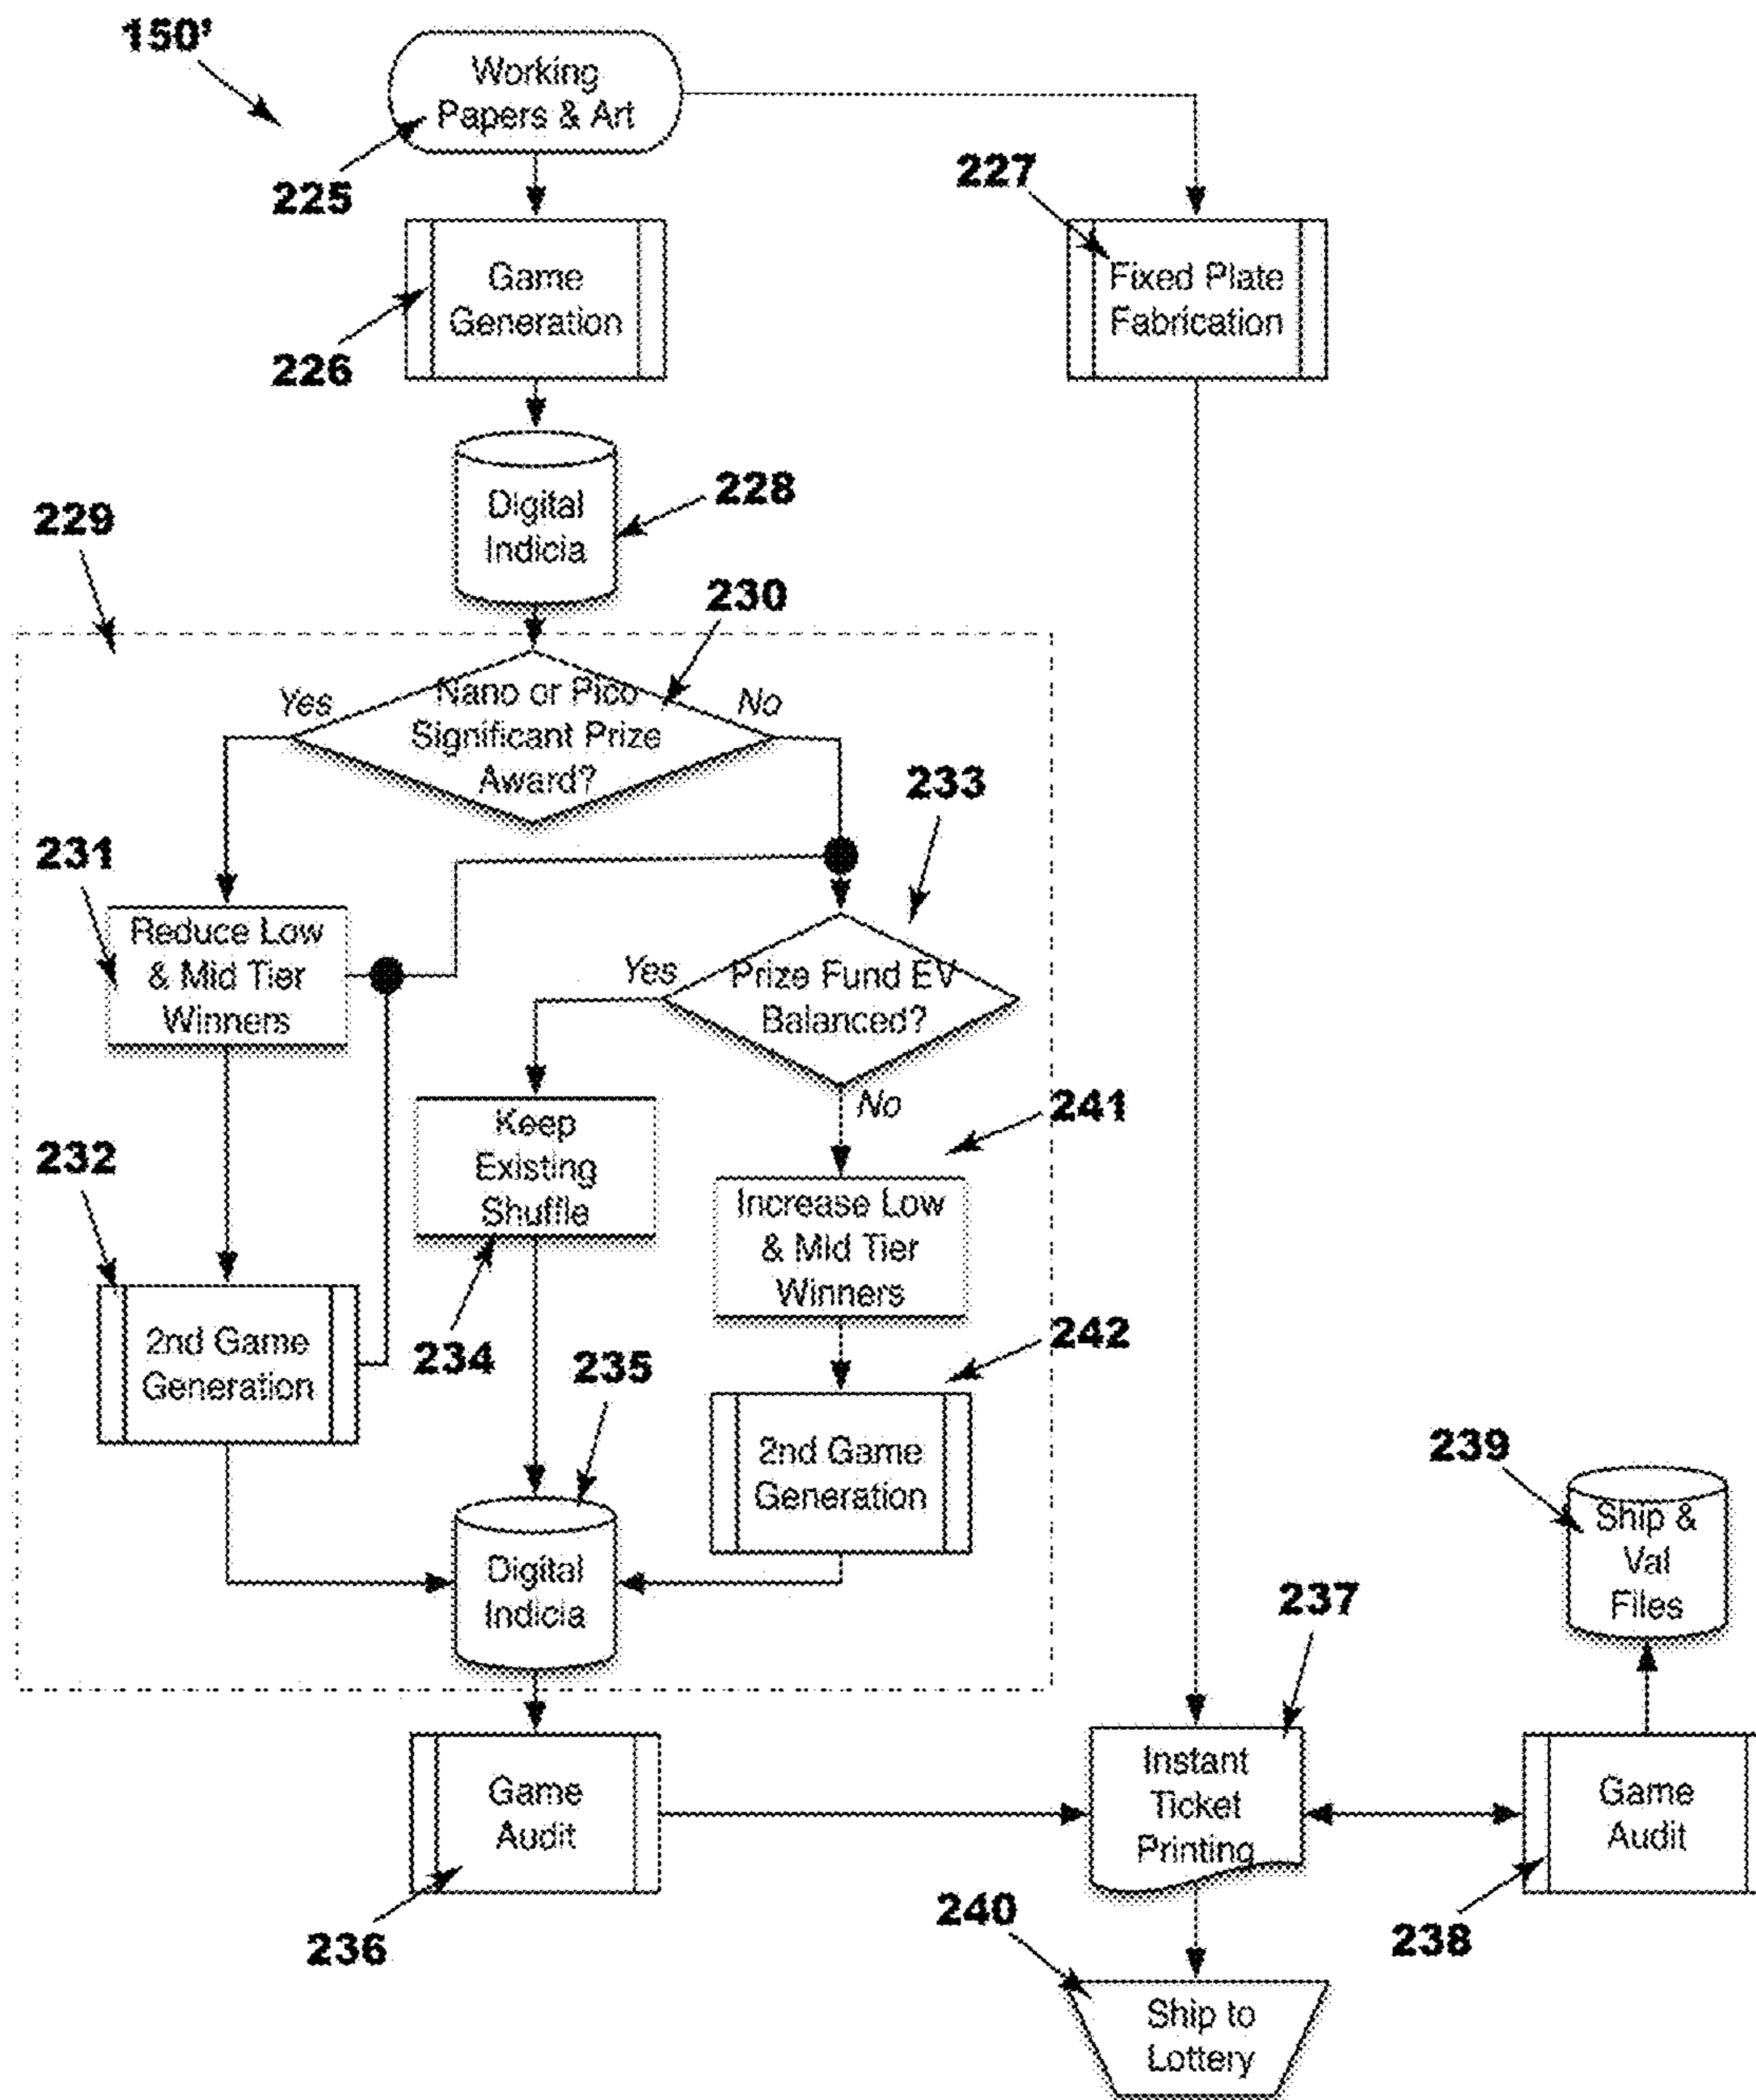 150'
Working
Papers & Art
225
227
Game
Generation
226
Fixed Plate
Fabrication
Digital
Indicia
228
229
230
Yes
No
Nano or Pico
Significant Prize
Award?
233
231
Reduce Low
& Mid Tier
Winners
Yes
Prize Fund EV
Balanced?
No
241
Keep
Existing
Shuffle
232
Increase Low
& Mid Tier
Winners
2nd Game
Generation
234
235
242
2nd Game
Generation
239
Ship &
Val
Files
Digital
Indicia
237
Game
Audit
Instant
Ticket
Printing
Game
Audit
236
240
238
Ship to
Lottery